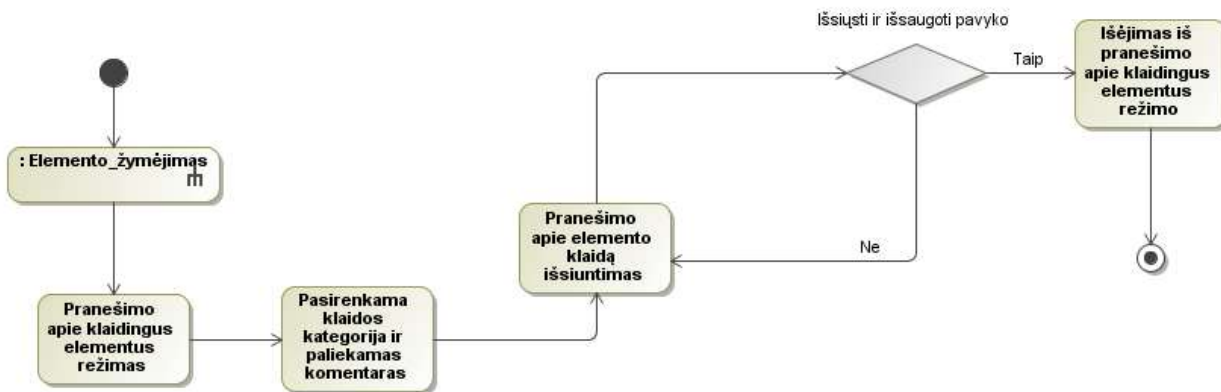 : Elemento_žymėjimas
Pranešimo
apie klaidingus
elementus
režimas
Pasirenkama
klaidos
kategorija ir
paliekamas
komentaras
Pranešimo
apie elemento
klaidą
išsiuntimas
Išsiųsti ir išsaugoti pavyko
Taip
Ne
Išėjimas iš
pranešimo
apie klaidingus
elementus
režimo